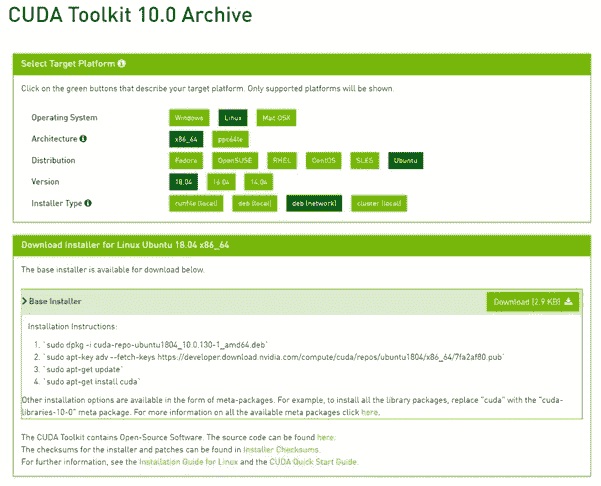 CUDA Toolkit 10.0 Archive
Select Target Platform
Click on the green buttons that describe your target platform. Only supported platforms will be shown.
Operating System Windows Linux Mac OSX
Architecture x86_64 ppc64le
Distribution Fedora OpenSUSE RHEL CentOS SLES Ubuntu
Version 18.04 16.04 14.04
Installer Type runfile [local] deb [local] deb [network] cluster [local]
Download Installer for Linux Ubuntu 18.04 x86_64
The base installer is available for download below.
Base Installer Download [2.9 KB]
Installation Instructions:
1. `sudo dpkg -i cuda-repo-ubuntu1804_10.0.130-1_amd64.deb`
2. `sudo apt-key adv --fetch-keys https://developer.download.nvidia.com/compute/cuda/repos/ubuntu1804/x86_64/7fa2af80.pub`
3. `sudo apt-get update`
4. `sudo apt-get install cuda`
Other installation options are available in the form of meta-packages. For example, to install all the library packages, replace "cuda" with the "cuda-
libraries-10-0" meta package. For more information on all the available meta packages click here.
The CUDA Toolkit contains Open-Source Software. The source code can be found here.
The checksums for the installer and patches can be found in Installer Checksums.
For further information, see the Installation Guide for Linux and the CUDA Quick Start Guide.